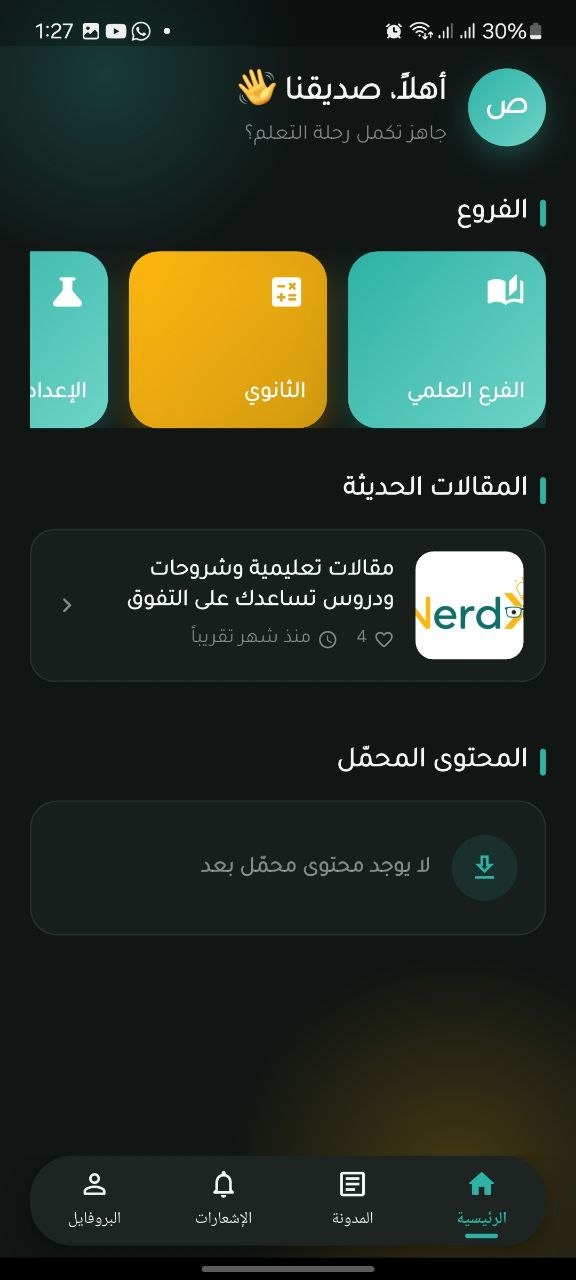 1:27
30%
ص
أهلاً، صديقنا 👋
جاهز تكمل رحلة التعلم؟
الفروع
الفرع العلمي
الثانوي
الإعداد
المقالات الحديثة
Nerdx
مقالات تعليمية وشروحات
ودروس تساعدك على التفوق
4
منذ شهر تقريباً
المحتوى المحمّل
لا يوجد محتوى محمّل بعد
الرئيسية
المدونة
الإشعارات
البروفايل